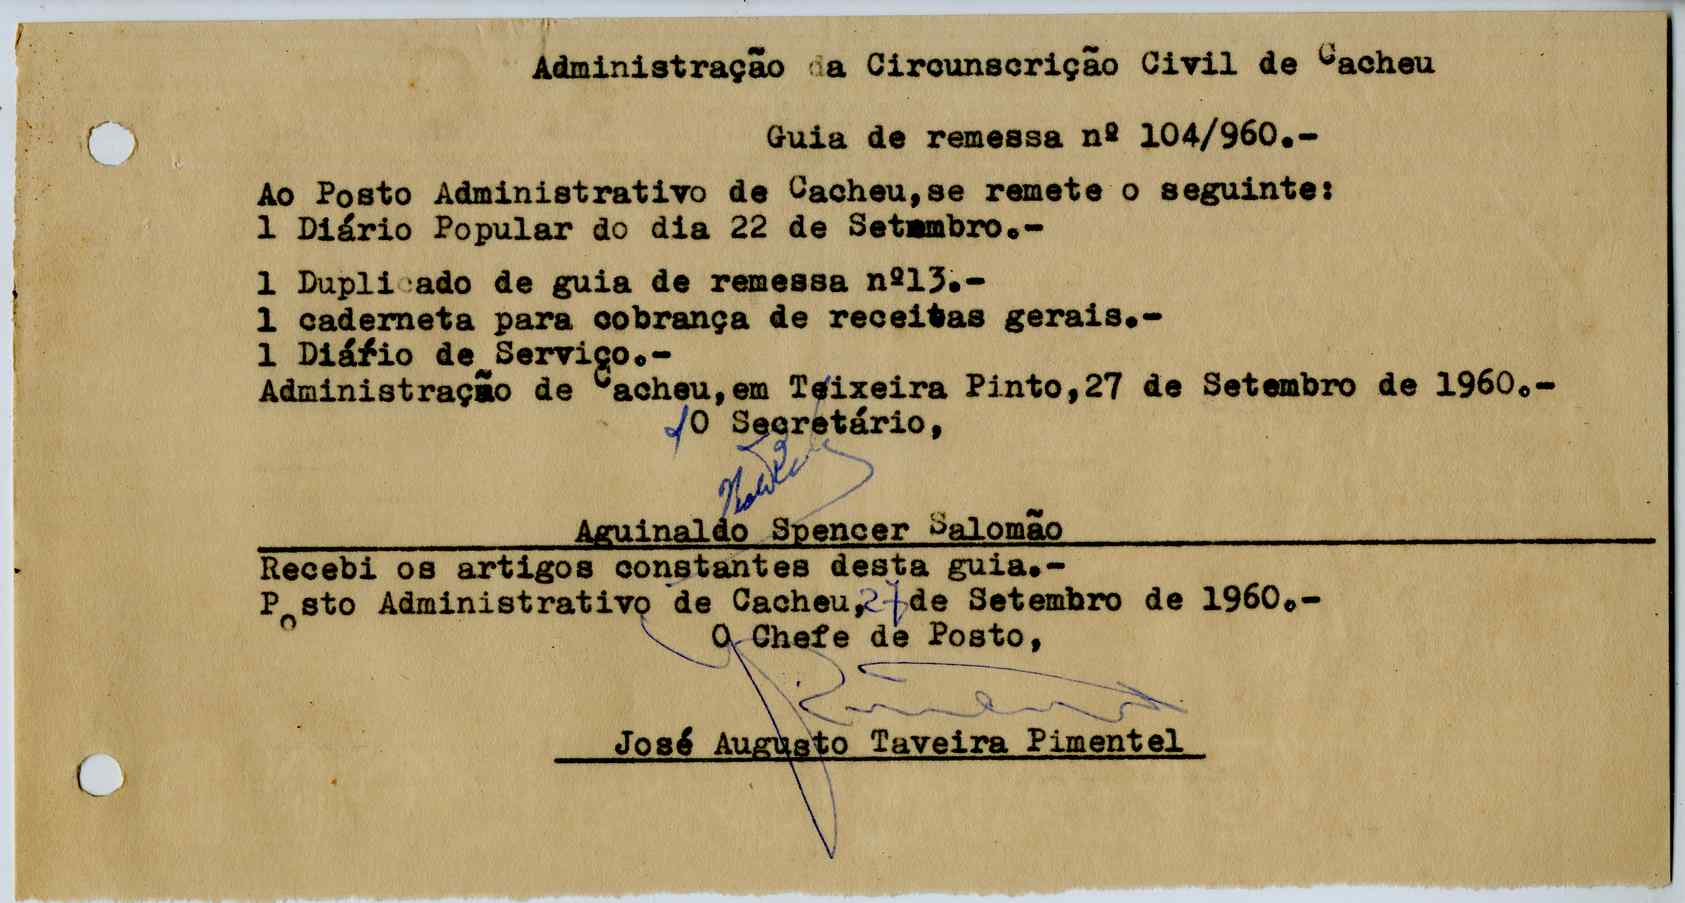 Administração da Circunscrição Civil de Cacheu
Guia de remessa nº 104/960.-
Ao Posto Administrativo de Cacheu,se remete o seguinte:
1 Diário Popular do dia 22 de Setembro.-
1 Duplicado de guia de remessa nº13.-
1 caderneta para cobrança de receitas gerais.-
1 Diário de Serviço.-
Administração de Cacheu,em Teixeira Pinto,27 de Setembro de 1960.-
O Secretário,
Aguinaldo Spencer Salomão
Recebi os artigos constantes desta guia.-
Posto Administrativo de Cacheu,27 de Setembro de 1960.-
O Chefe de Posto,
Pimentel
José Augusto Taveira Pimentel